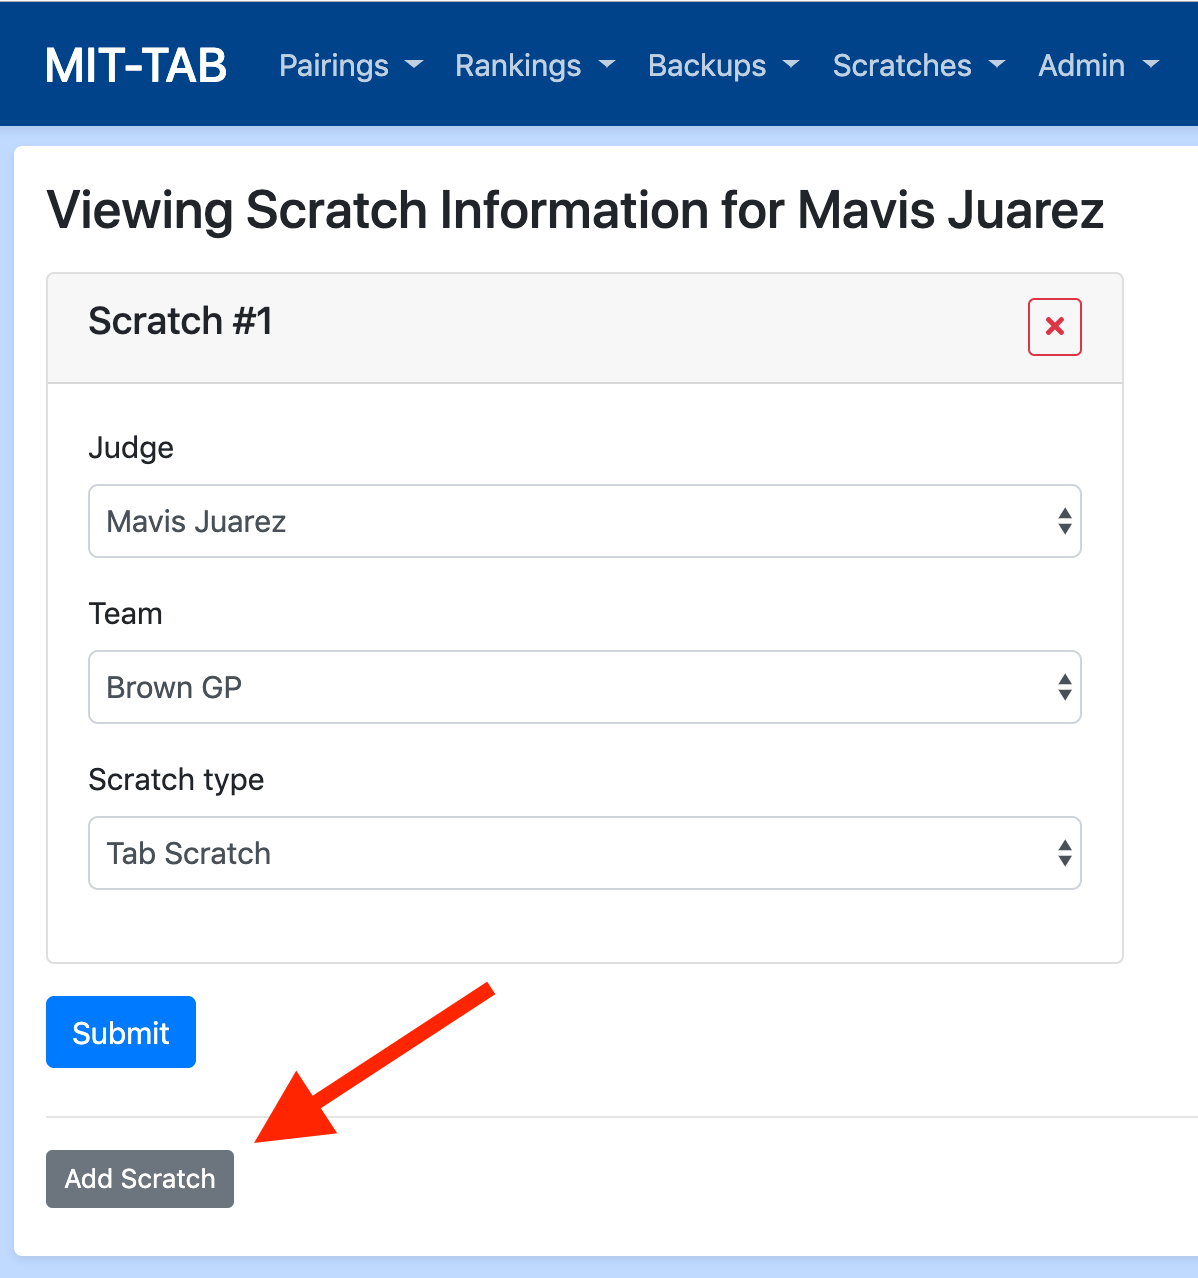 MIT-TAB Pairings Rankings Backups Scratches Admin
Viewing Scratch Information for Mavis Juarez
Scratch #1
Judge
Mavis Juarez
Team
Brown GP
Scratch type
Tab Scratch
Submit
Add Scratch